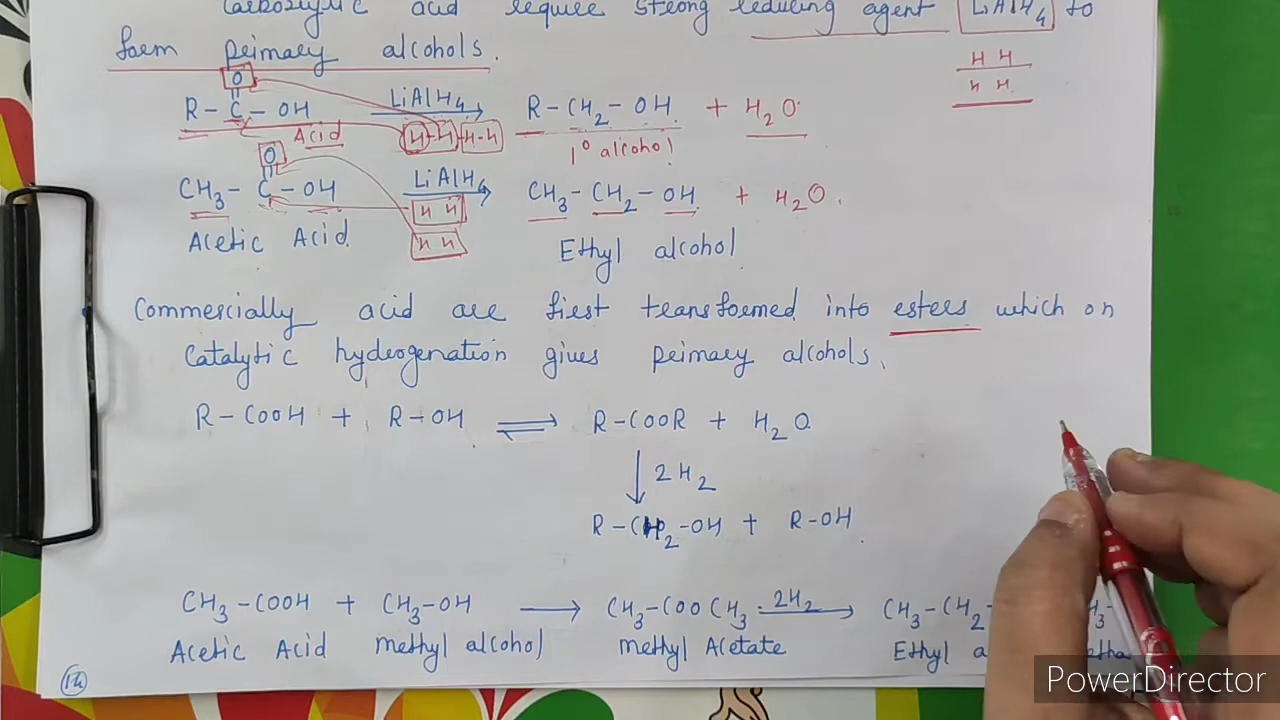 Carboxylic acid require strong reducing agent LiAlH4 to
form primary alcohols.
H H
H H
O
R - C - OH LiAlH4 R - CH2 - OH + H2O
Acid H-H H-H 1° alcohol
O
CH3 - C - OH LiAlH4 CH3 - CH2 - OH + H2O.
H H
Acetic Acid Ethyl alcohol
H H
Commercially acid are first transformed into esters which on
Catalytic hydrogenation gives primary alcohols.
R - COOH + R - OH ⇌ R - COOR + H2O
↓ 2H2
R - CH2 - OH + R - OH
CH3 - COOH + CH3 - OH → CH3 - COOCH3 2H2 → CH3 - CH2 -
Acetic Acid methyl alcohol methyl Acetate Ethyl
14
PowerDirector